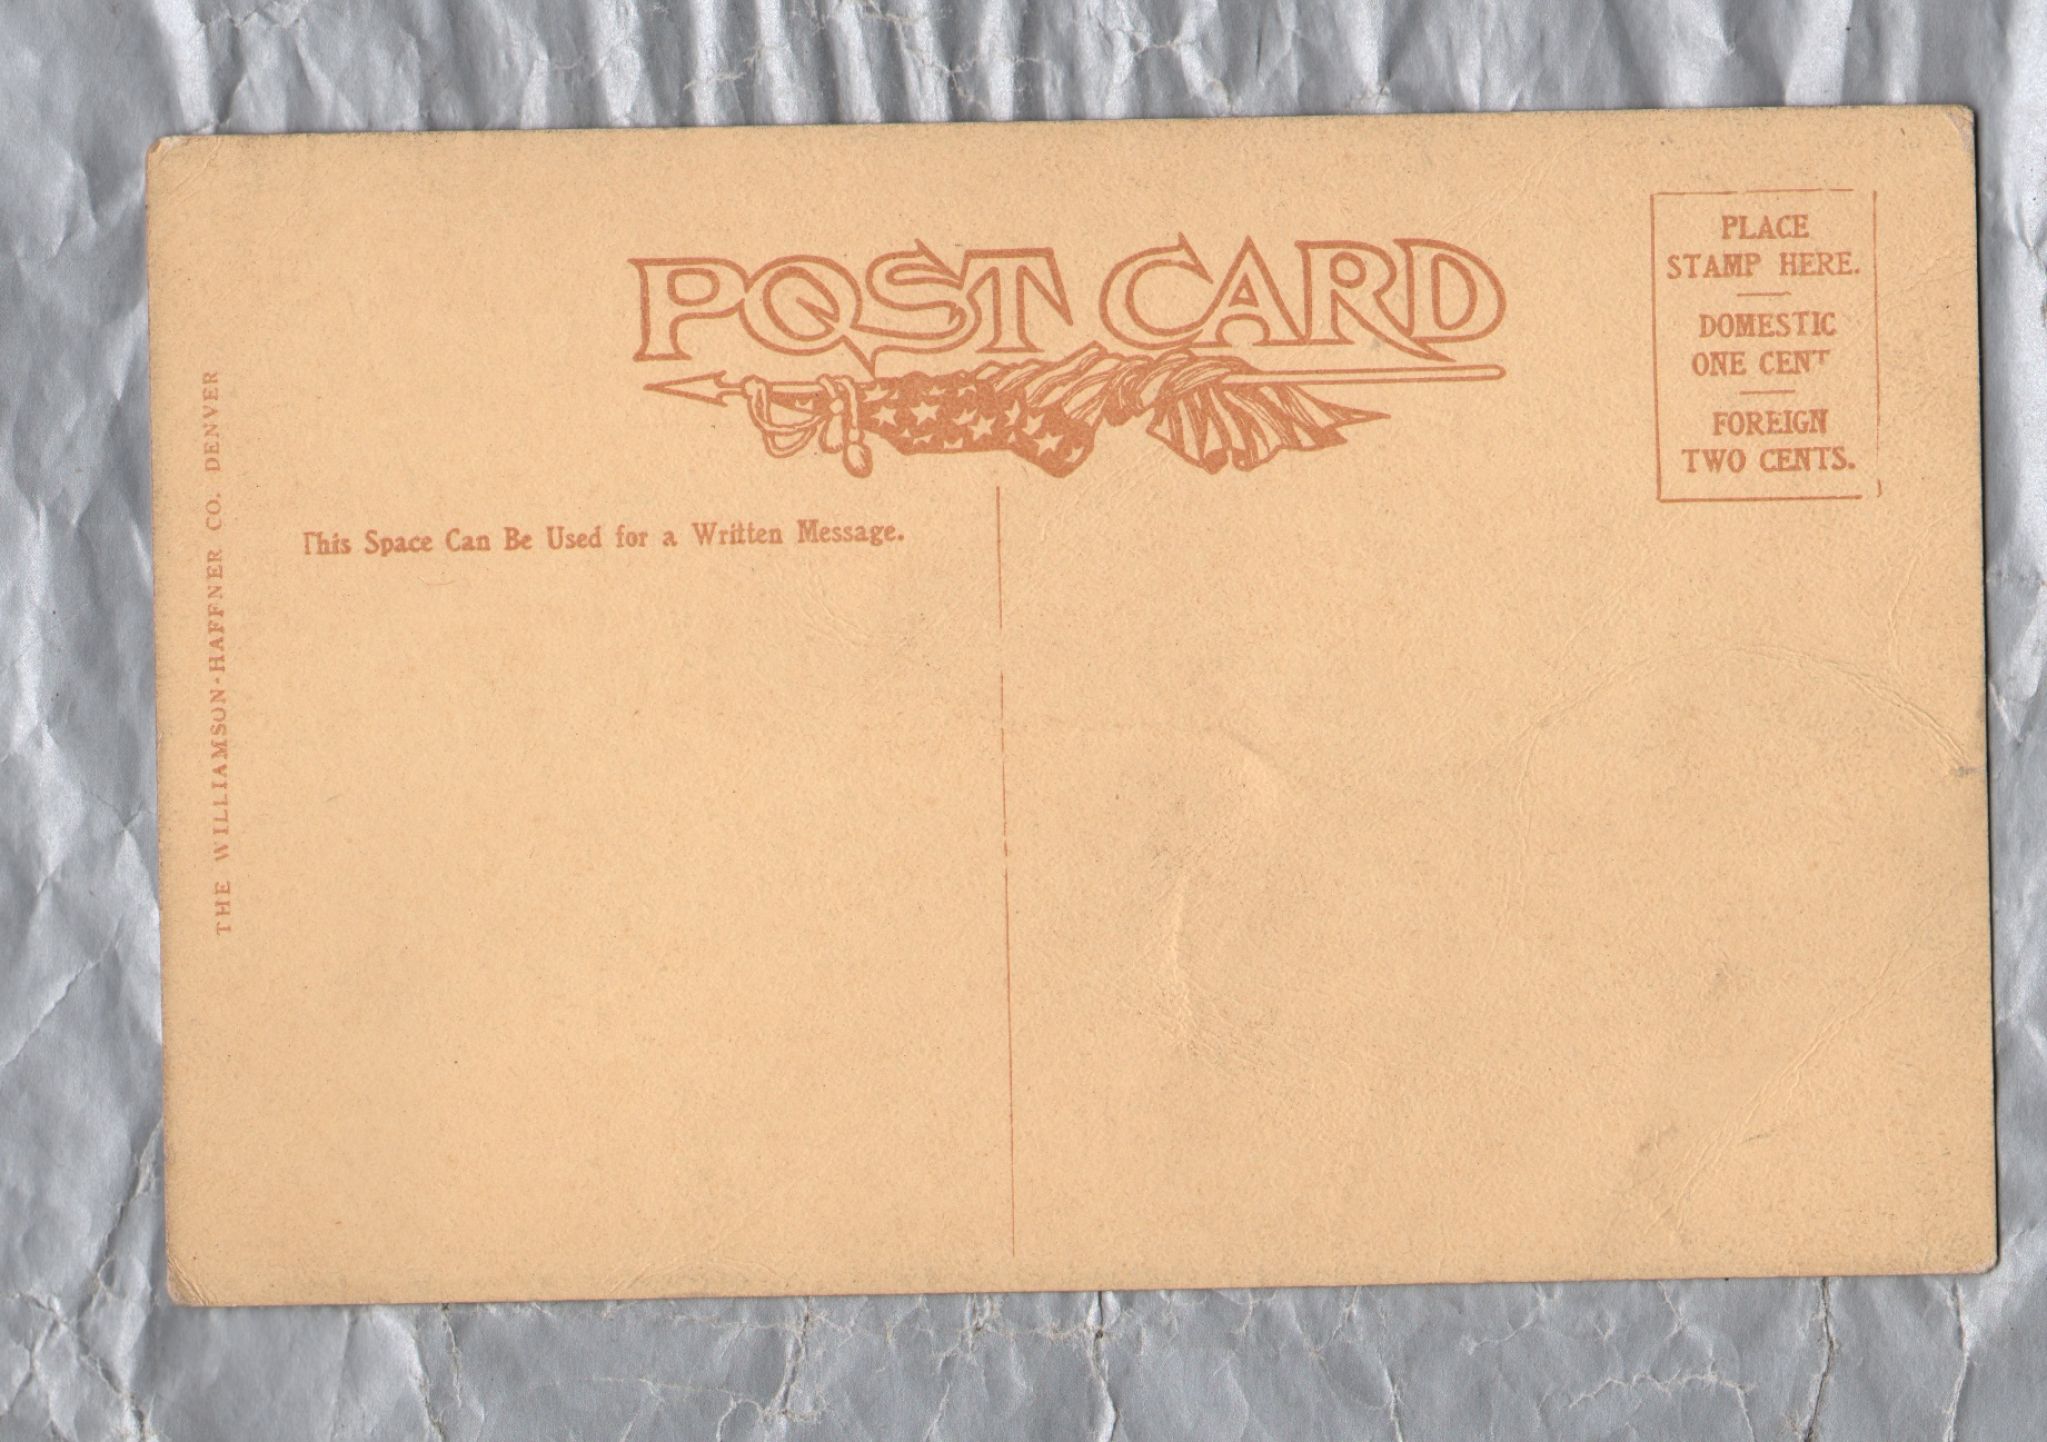 POST CARD
PLACE
STAMP HERE.
DOMESTIC
ONE CENT
FOREIGN
TWO CENTS.
This Space Can Be Used for a Written Message.
THE WILLIAMSON-HAFFNER CO. DENVER